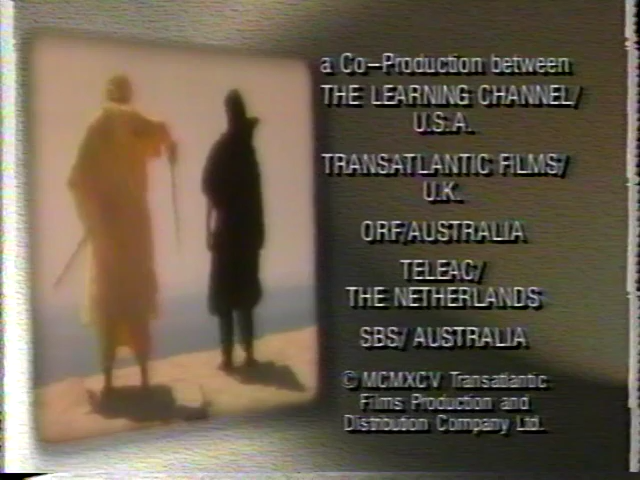 a Co-Production between
THE LEARNING CHANNEL/
U.S.A.
TRANSATLANTIC FILMS/
U.K.
ORF/AUSTRALIA
TELEAC/
THE NETHERLANDS
SBS/ AUSTRALIA
© MCMXCV Transatlantic
Films Production and
Distribution Company Ltd.